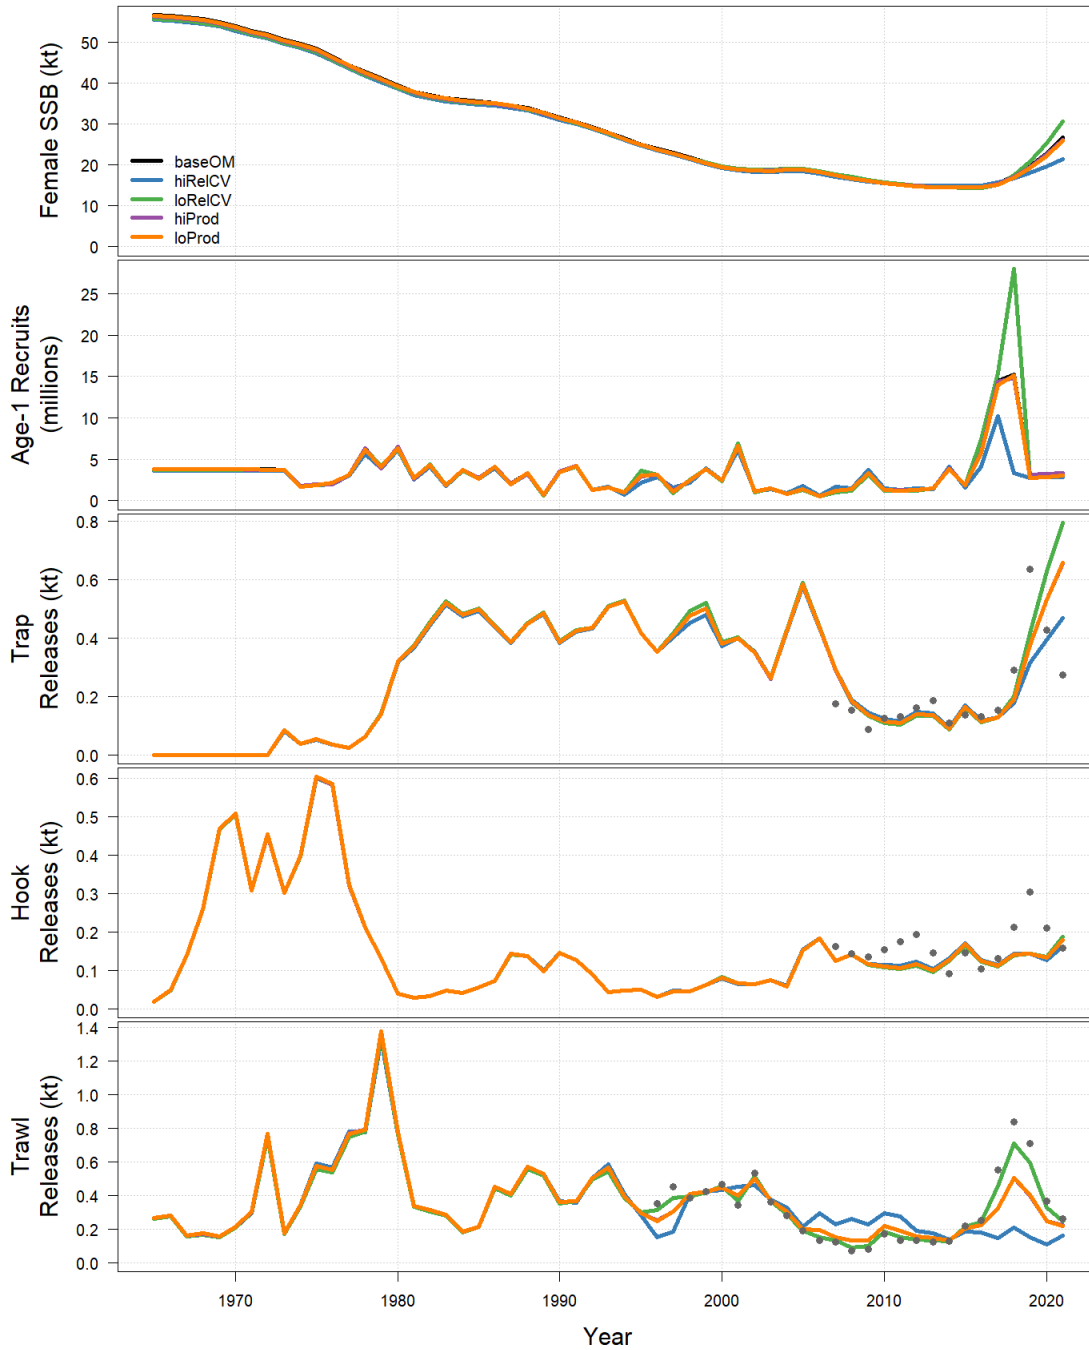 Female SSB (kt)
50
40
30
20
10
0
baseOM
hiRelCV
loRelCV
hiProd
loProd
Age-1 Recruits
(millions)
25
20
15
10
5
0
Trap
Releases (kt)
0.8
0.6
0.4
0.2
0.0
Hook
Releases (kt)
0.6
0.5
0.4
0.3
0.2
0.1
0.0
Trawl
Releases (kt)
1.4
1.2
1.0
0.8
0.6
0.4
0.2
0.0
1970 1980 1990 2000 2010 2020
Year